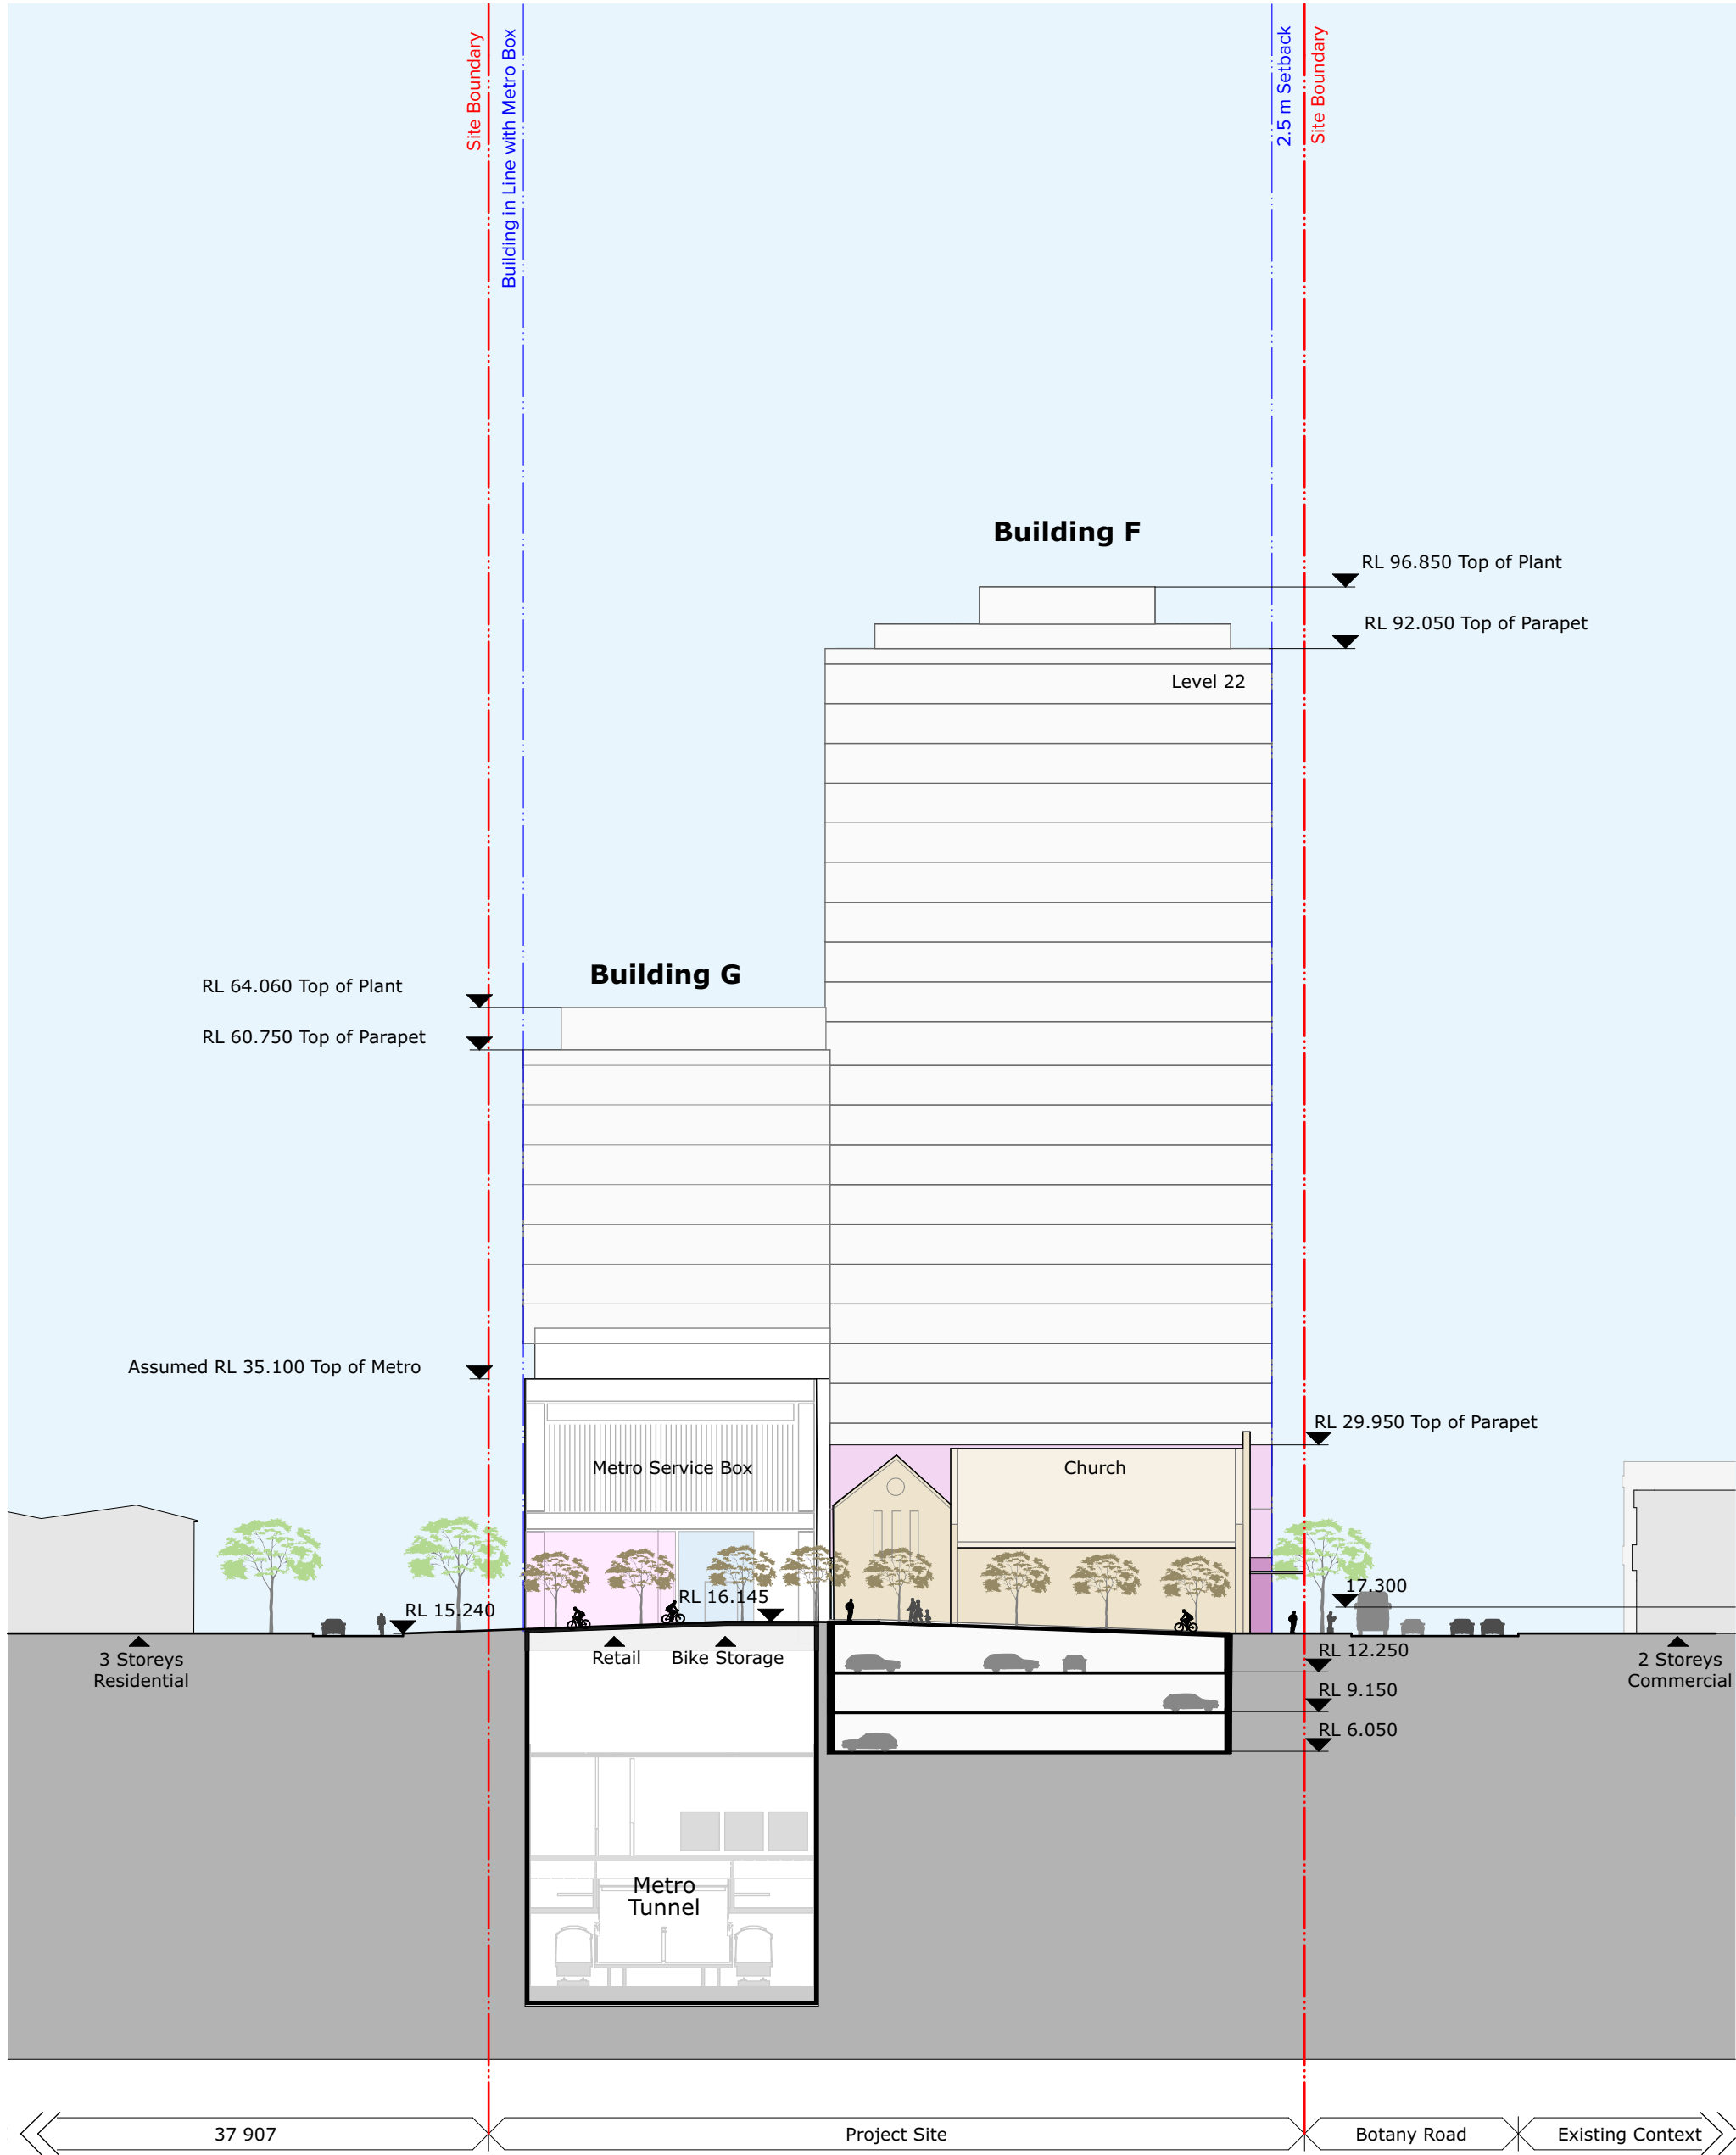 Site Boundary
Building in Line with Metro Box
2.5 m Setback
Site Boundary
Building F
RL 96.850 Top of Plant
RL 92.050 Top of Parapet
Level 22
Building G
RL 64.060 Top of Plant
RL 60.750 Top of Parapet
Assumed RL 35.100 Top of Metro
RL 29.950 Top of Parapet
Metro Service Box
Church
17.300
RL 16.145
RL 15.240
3 Storeys
Residential
Retail
Bike Storage
RL 12.250
2 Storeys
Commercial
RL 9.150
RL 6.050
Metro
Tunnel
37 907
Project Site
Botany Road
Existing Context